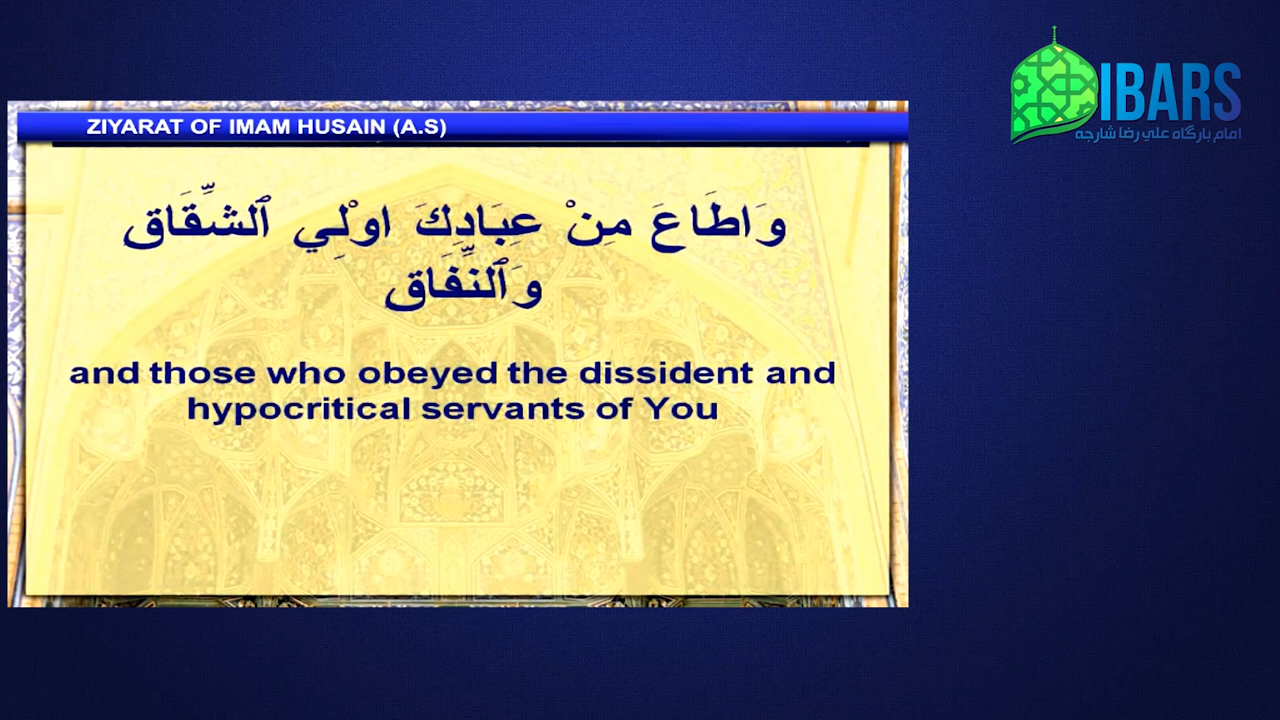 IBARS
امام بارگاه علي رضا شارجه
ZIYARAT OF IMAM HUSAIN (A.S)
وَاطَاعَ مِنْ عِبَادِكَ اوْلِي ٱلشِّقَاق
وَٱلنِّفَاق
and those who obeyed the dissident and
hypocritical servants of You